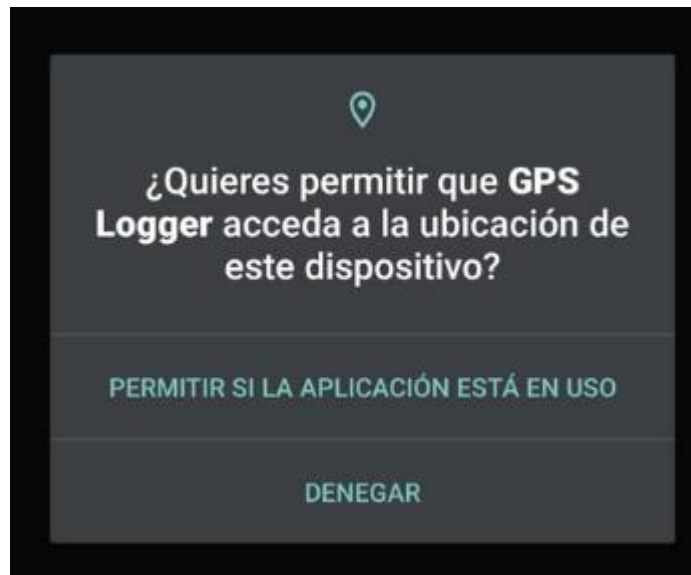 ¿Quieres permitir que GPS
Logger acceda a la ubicación de
este dispositivo?
PERMITIR SI LA APLICACIÓN ESTÁ EN USO
DENEGAR